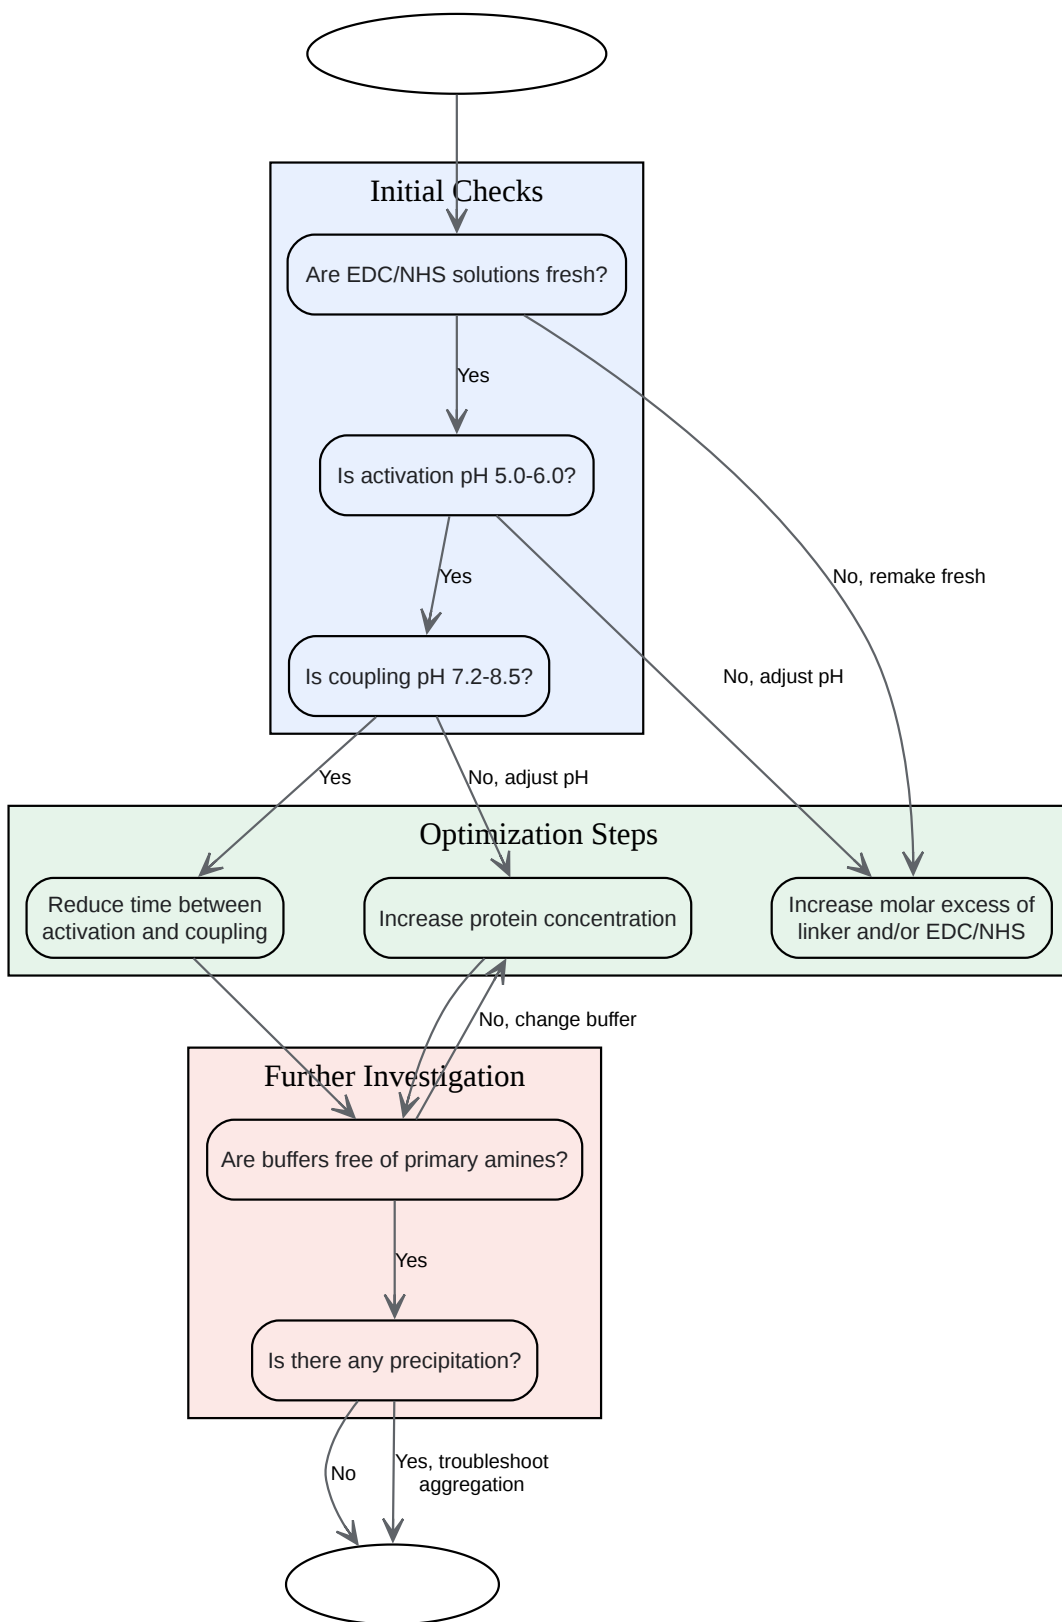 Initial Checks
Are EDC/NHS solutions fresh?
Yes
Is activation pH 5.0-6.0?
Yes
No, remake fresh
Is coupling pH 7.2-8.5?
No, adjust pH
Yes
No, adjust pH
Optimization Steps
Reduce time between
activation and coupling
Increase protein concentration
Increase molar excess of
linker and/or EDC/NHS
No, change buffer
Further Investigation
Are buffers free of primary amines?
Yes
Is there any precipitation?
No
Yes, troubleshoot
aggregation